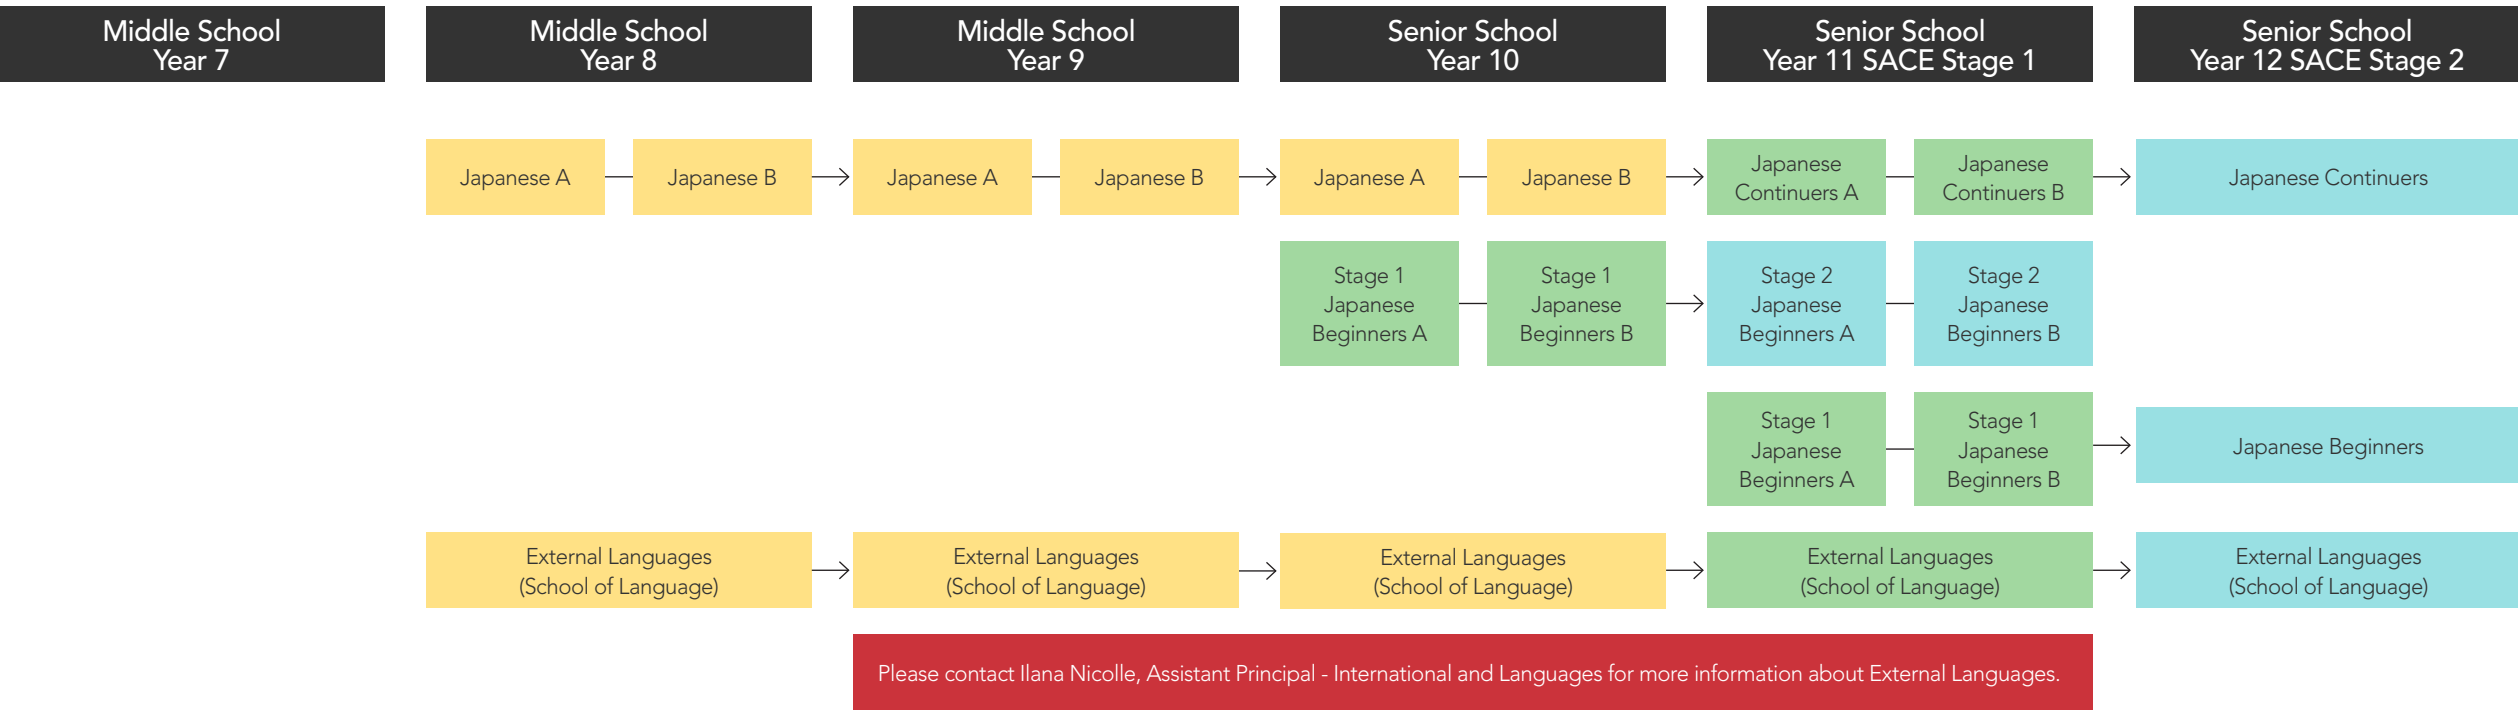 Middle School
Year 7
Middle School
Year 8
Middle School
Year 9
Senior School
Year 10
Senior School
Year 11 SACE Stage 1
Senior School
Year 12 SACE Stage 2
Japanese A
Japanese B
Japanese A
Japanese B
Japanese A
Japanese B
Japanese
Continuers A
Japanese
Continuers B
Japanese Continuers
Stage 1
Japanese
Beginners A
Stage 1
Japanese
Beginners B
Stage 2
Japanese
Beginners A
Stage 2
Japanese
Beginners B
Stage 1
Japanese
Beginners A
Stage 1
Japanese
Beginners B
Japanese Beginners
External Languages
(School of Language)
External Languages
(School of Language)
External Languages
(School of Language)
External Languages
(School of Language)
External Languages
(School of Language)
Please contact Ilana Nicolle, Assistant Principal - International and Languages for more information about External Languages.